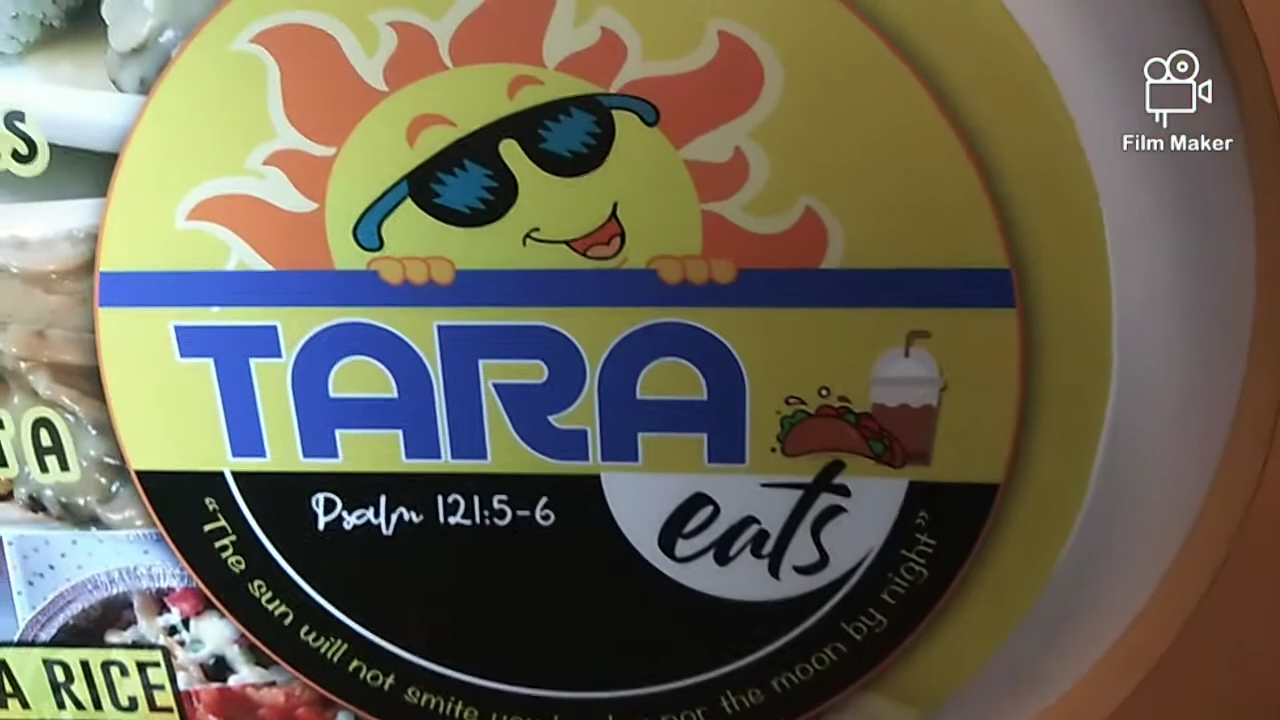 Film Maker
S
TA
A RICE
TARA
eats
Psalm 121:5-6
“The sun will not smite nor the moon by night”